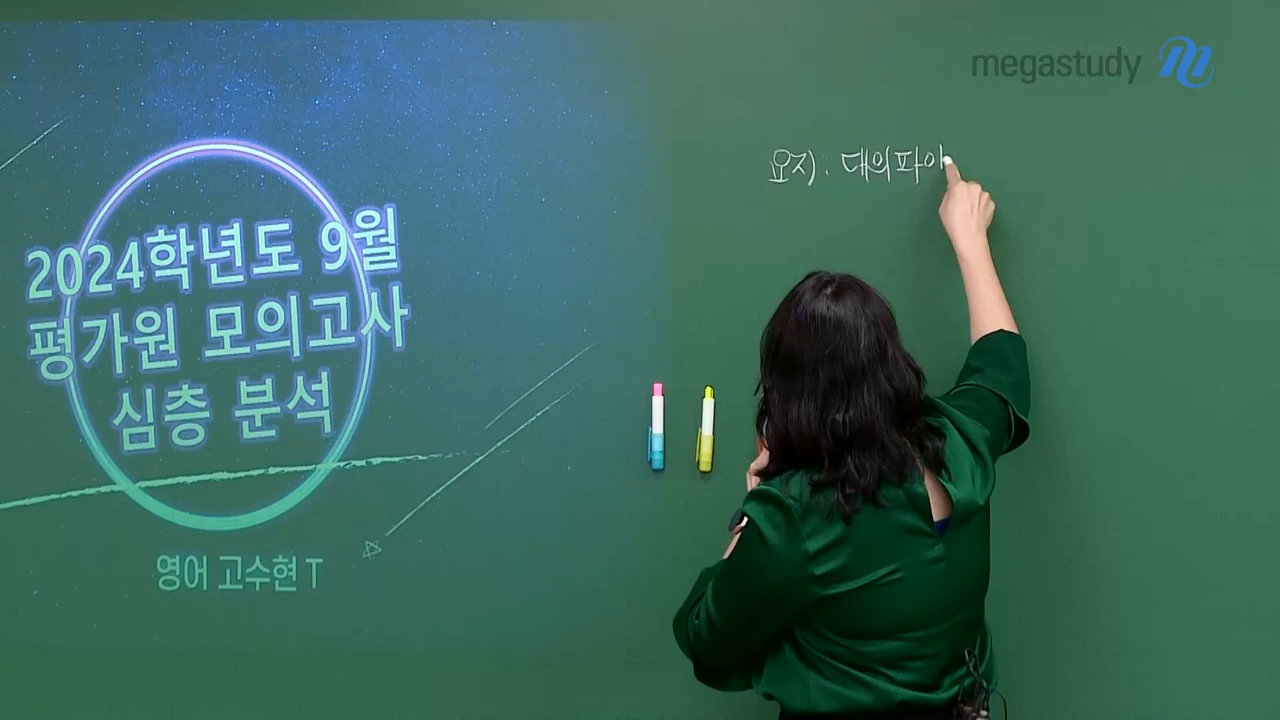 megastudy
요지: 대의파아
2024학년도 9월
평가원 모의고사
심층 분석
영어 고수현 T